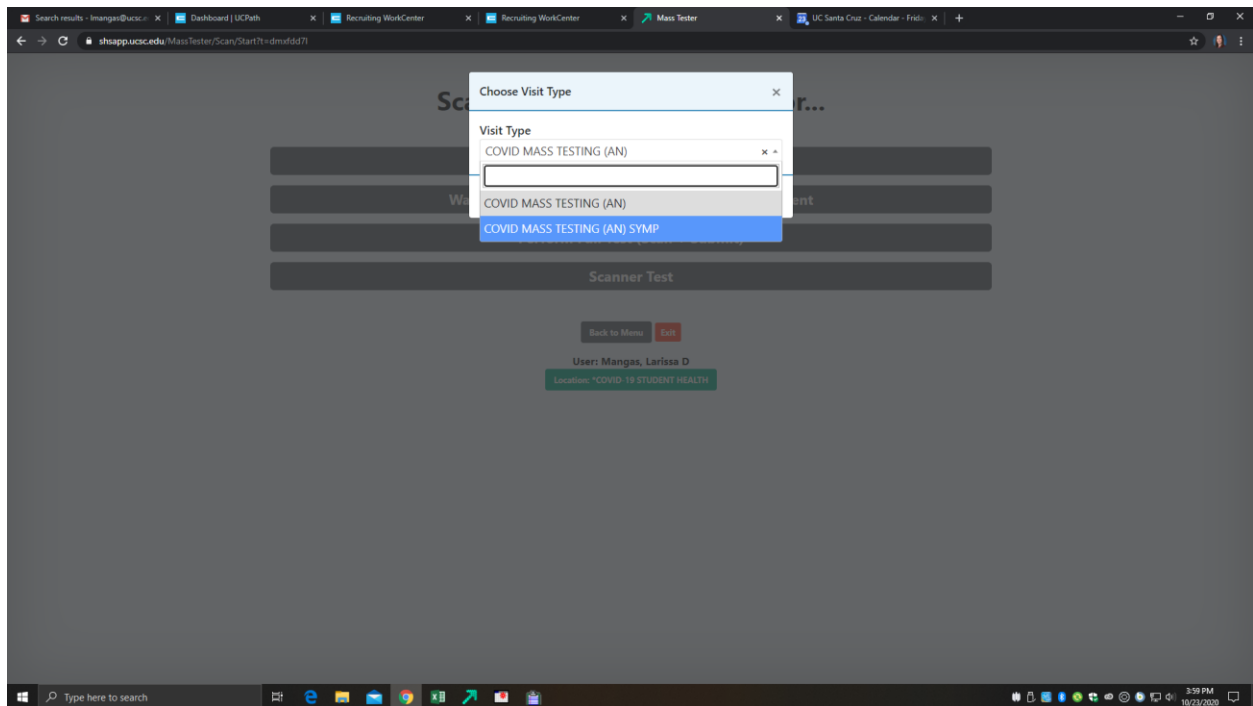 Search results - lmangas@ucsc.e
Dashboard | UCPath
Recruiting WorkCenter
Recruiting WorkCenter
Mass Tester
UC Santa Cruz - Calendar - Frida
shsapp.ucsc.edu/MassTester/Scan/Start?t=dmxfdd7l
Choose Visit Type
Sca
r...
Visit Type
COVID MASS TESTING (AN)
Wa
ent
COVID MASS TESTING (AN)
COVID MASS TESTING (AN) SYMP
Scanner Test
Back to Menu
Exit
User: Mangas, Larissa D
Location: *COVID-19 STUDENT HEALTH
Type here to search
3:59 PM
10/23/2020